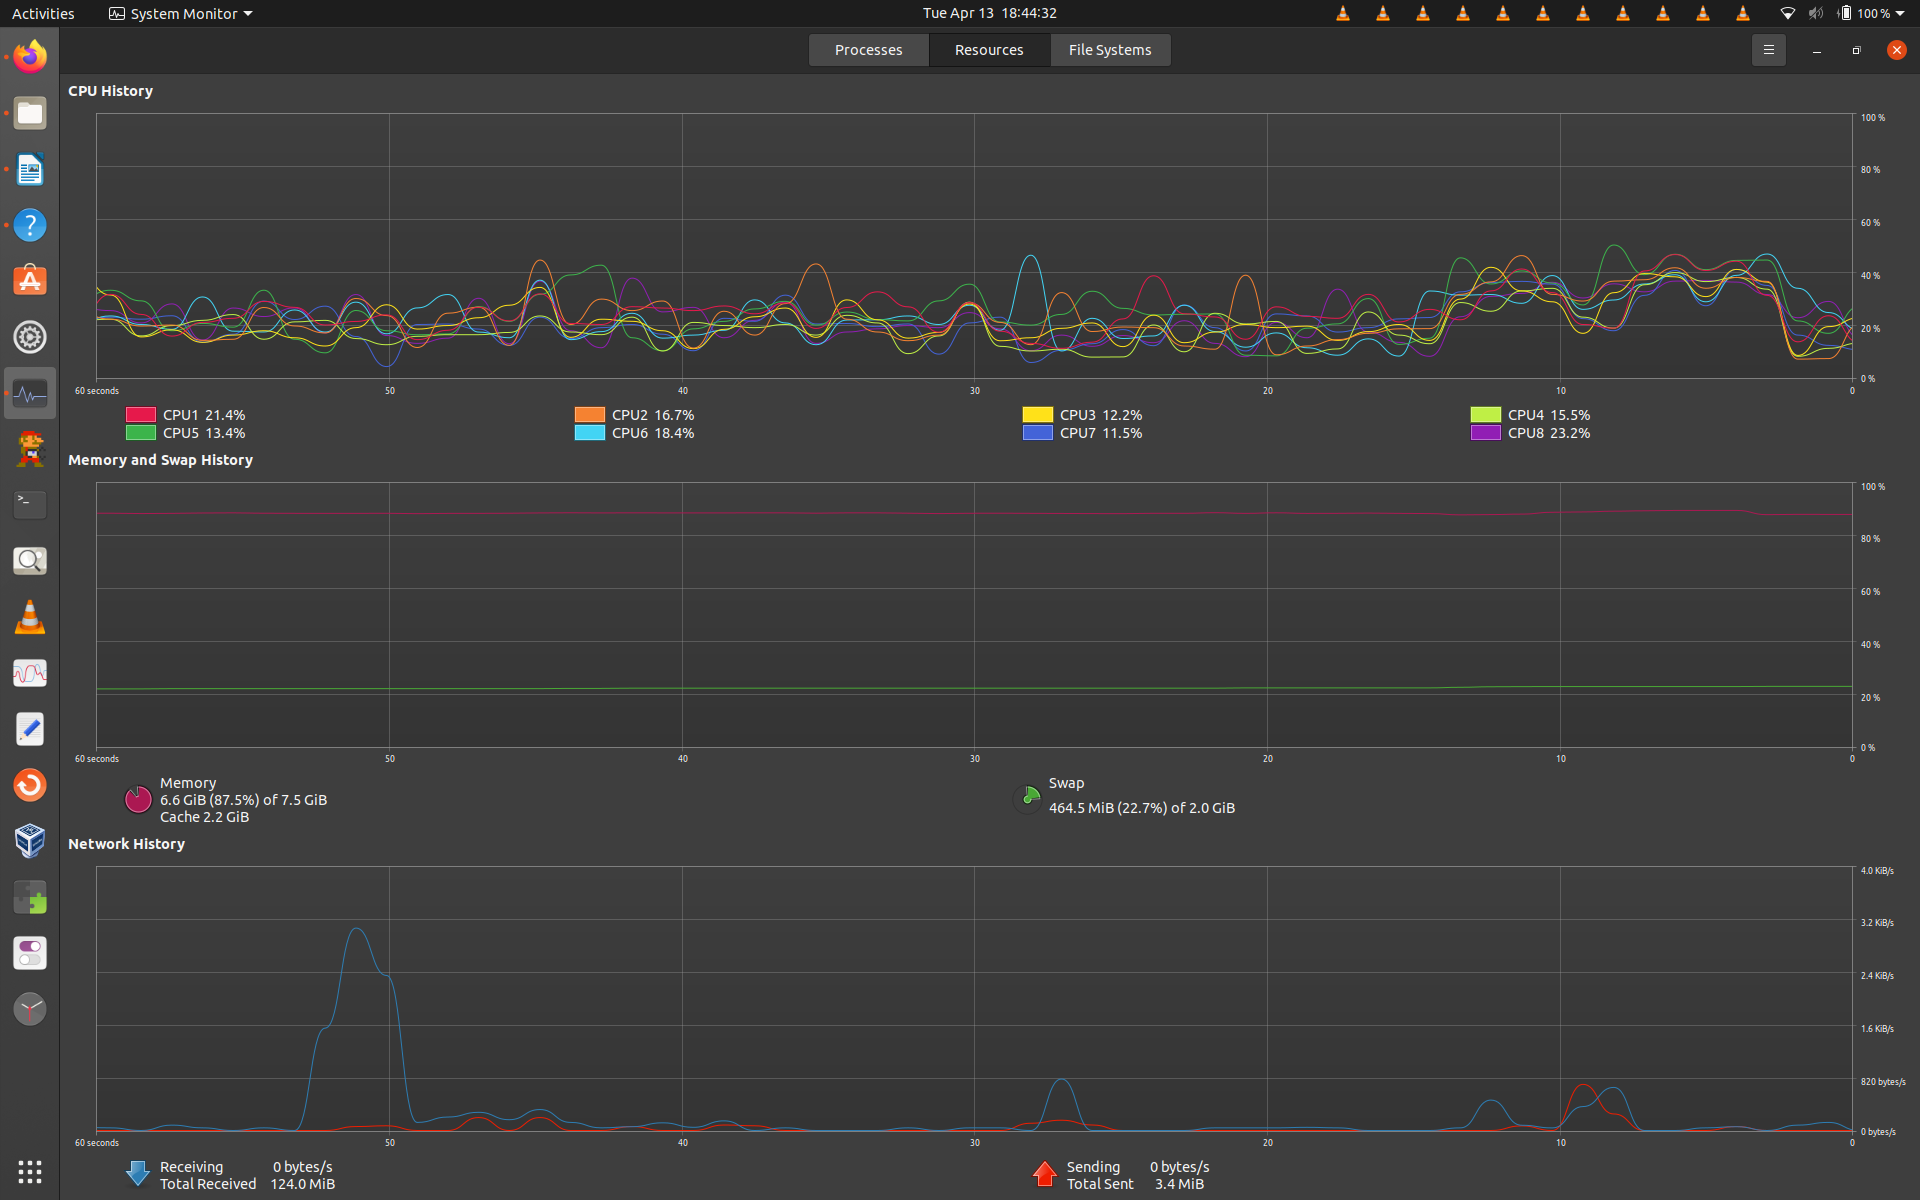 Activities System Monitor Tue Apr 13 18:44:32 100 %
Processes Resources File Systems
CPU History
100 %
80 %
60 %
40 %
20 %
0 %
60 seconds 50 40 30 20 10 0
CPU1 21.4% CPU2 16.7% CPU3 12.2% CPU4 15.5%
CPU5 13.4% CPU6 18.4% CPU7 11.5% CPU8 23.2%
Memory and Swap History
100 %
80 %
60 %
40 %
20 %
0 %
60 seconds 50 40 30 20 10 0
Memory
6.6 GiB (87.5%) of 7.5 GiB
Cache 2.2 GiB
Swap
464.5 MiB (22.7%) of 2.0 GiB
Network History
4.0 KiB/s
3.2 KiB/s
2.4 KiB/s
1.6 KiB/s
820 bytes/s
0 bytes/s
60 seconds 50 40 30 20 10 0
Receiving 0 bytes/s
Total Received 124.0 MiB
Sending 0 bytes/s
Total Sent 3.4 MiB